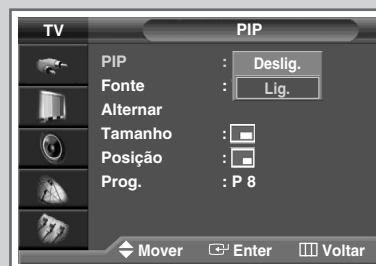 TV PIP
PIP : Deslig.
Fonte : Lig.
Alternar
Tamanho :
Posição :
Prog. : P 8
Mover Enter Voltar